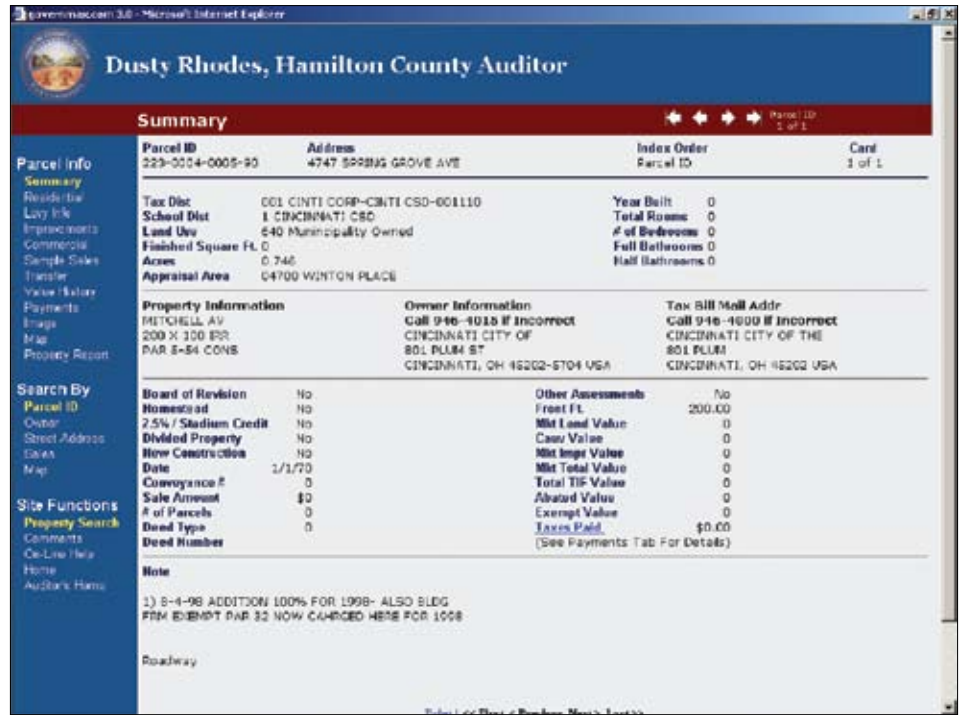 governmax.com 3.0 - Microsoft Internet Explorer
Dusty Rhodes, Hamilton County Auditor
Summary
Parcel ID
1 of 1
Parcel ID Address Index Order Card
223-0004-0005-90 4747 SPRING GROVE AVE Parcel ID 1 of 1
Parcel Info
Summary
Residential
Levy Info
Improvements
Commercial
Sample Sales
Transfer
Value History
Payments
Image
Map
Property Report
Search By
Parcel ID
Owner
Street Address
Sales
Map
Site Functions
Property Search
Comments
On-Line Help
Home
Auditor's Home
Tax Dist 001 CINTI CORP-CINTI CSD-001110 Year Built 0
School Dist 1 CINCINNATI CSD Total Rooms 0
Land Use 640 Munincipality Owned # of Bedrooms 0
Finished Square Ft. 0 Full Bathrooms 0
Acres 0.746 Half Bathrooms 0
Appraisal Area 04700 WINTON PLACE
Property Information Owner Information Tax Bill Mail Addr
MITCHELL AV Call 946-4015 if Incorrect Call 946-4800 if Incorrect
200 X 100 IRR CINCINNATI CITY OF CINCINNATI CITY OF THE
PAR 5-54 CONS 801 PLUM ST 801 PLUM
CINCINNATI, OH 45202-5704 USA CINCINNATI, OH 45202 USA
Board of Revision No Other Assessments No
Homestead No Front Ft. 200.00
2.5% / Stadium Credit No Mkt Land Value 0
Divided Property No Cauv Value 0
New Construction No Mkt Impr Value 0
Date 1/1/70 Mkt Total Value 0
Conveyance # 0 Total TIF Value 0
Sale Amount $0 Abated Value 0
# of Parcels 0 Exempt Value 0
Deed Type 0 Taxes Paid $0.00
Deed Number (See Payments Tab For Details)
Note
1) 8-4-98 ADDITION 100% FOR 1998- ALSO BLDG
FRM EXEMPT PAR 32 NOW CAHRGED HERE FOR 1998
Roadway